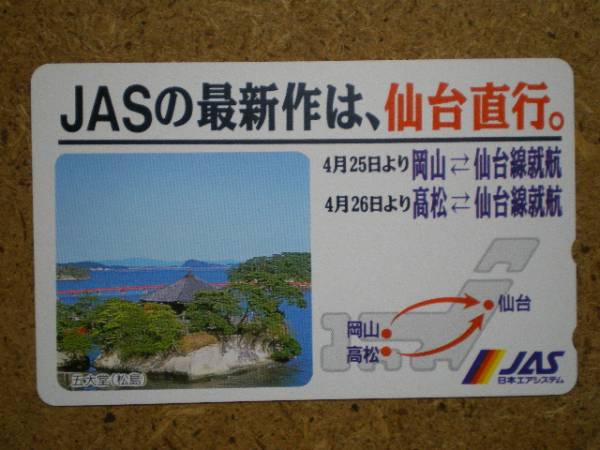 JASの最新作は、仙台直行。
4月25日より岡山⇄仙台線就航
4月26日より高松⇄仙台線就航
仙台
岡山
高松
五大堂(松島)
JAS
日本エアシステム